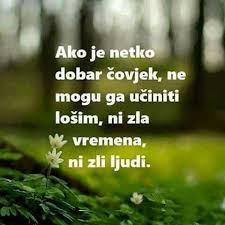 Ako je netko
dobar čovjek, ne
mogu ga učiniti
lošim, ni zla
vremena,
ni zli ljudi.